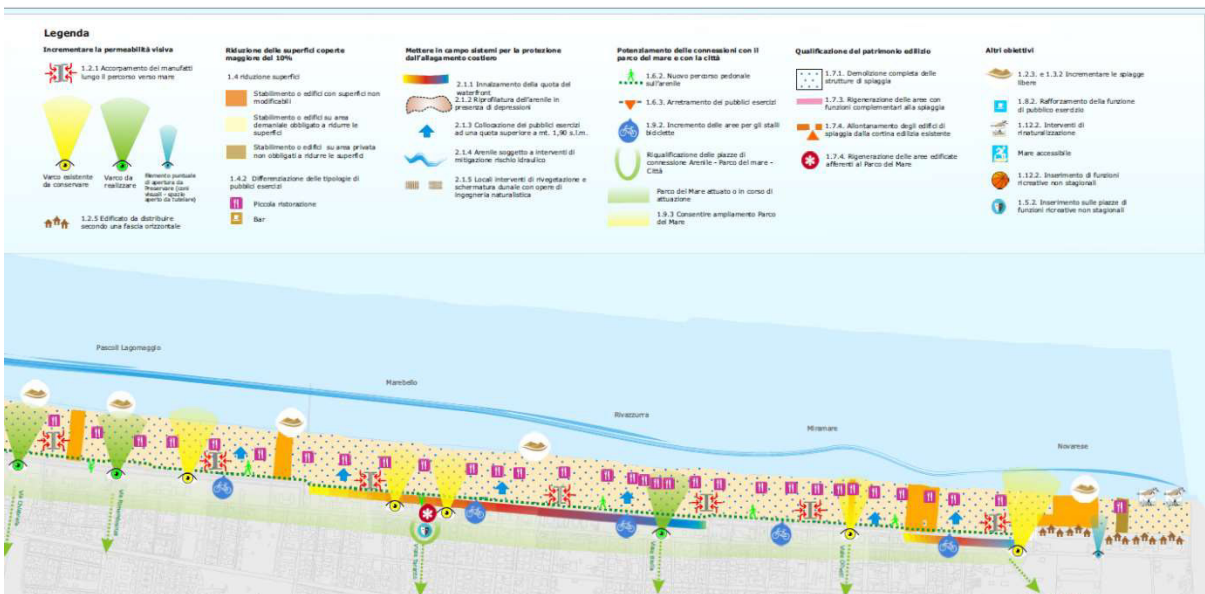 Legenda
Incrementare la permeabilità visiva
1.2.1 Accorpamento dei manufatti
lungo il percorso verso mare
Varco esistente
da conservare
Varco da
realizzare
Elemento puntuale
di apertura da
Preservare (coni
visuali - spazio
aperto da tutelare)
1.2.5 Edificato da distribuire
secondo una fascia orizzontale
Riduzione delle superfici coperte
maggiore del 10%
1.4 riduzione superfici
Stabilimento o edifici con superfici non
modificabili
Stabilimento o edifici su area
demaniale obbligato a ridurre le
superfici
Stabilimento o edifici su area privata
non obbligati a ridurre le superfici
1.4.2 Differenziazione delle tipologie di
pubblici esercizi
Piccola ristorazione
Bar
Mettere in campo sistemi per la protezione
dall'allagamento costiero
2.1.1 Innalzamento della quota del
waterfront
2.1.2 Riprofilatura dell'arenile in
presenza di depressioni
2.1.3 Collocazione dei pubblici esercizi
ad una quota superiore a mt. 1,90 s.l.m.
2.1.4 Arenile soggetto a interventi di
mitigazione rischio idraulico
2.1.5 Locali interventi di rivegetazione e
schermatura dunale con opere di
ingegneria naturalistica
Potenziamento delle connessioni con il
parco del mare e con la città
1.6.2. Nuovo percorso pedonale
sull'arenile
1.6.3. Arretramento dei pubblici esercizi
1.9.2. Incremento delle aree per gli stalli
biciclette
Riqualificazione delle piazze di
connessione Arenile - Parco del mare -
Città
Parco del Mare attuato o in corso di
attuazione
1.9.3 Consentire ampliamento Parco
del Mare
Qualificazione del patrimonio edilizio
1.7.1. Demolizione completa delle
strutture di spiaggia
1.7.3. Rigenerazione delle aree con
funzioni complementari alla spiaggia
1.7.4. Allontanamento degli edifici di
spiaggia dalla cortina edilizia esistente
1.7.4. Rigenerazione delle aree edificate
afferenti al Parco del Mare
Altri obiettivi
1.2.3. e 1.3.2 Incrementare le spiagge
libere
1.8.2. Rafforzamento della funzione
di pubblico esercizio
1.12.2. Interventi di
rinaturalizzazione
Mare accessibile
1.12.2. Inserimento di funzioni
ricreative non stagionali
1.5.2. Inserimento sulle piazze di
funzioni ricreative non stagionali
Pascoli Lagomaggio
Marebello
Rivazzurra
Miramare
Novarese